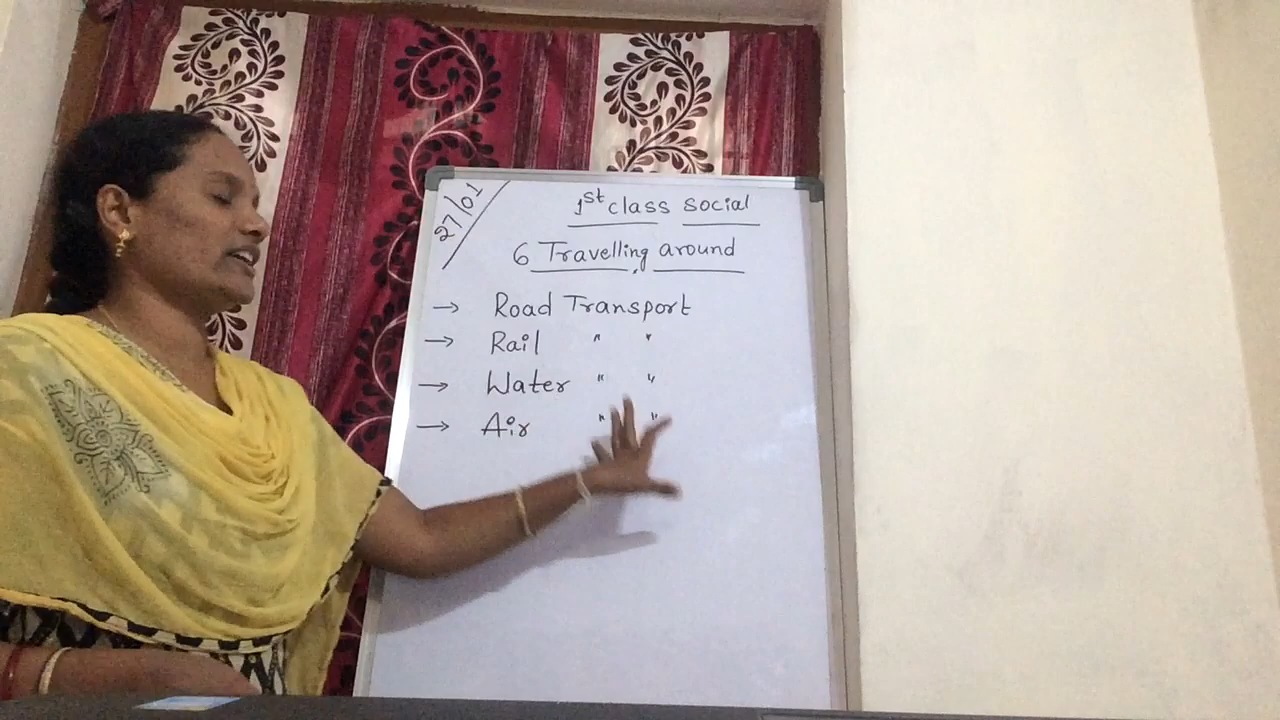 27/01
1st class social
6 Travelling around
→ Road Transport
→ Rail " "
→ Water " "
→ Air " "